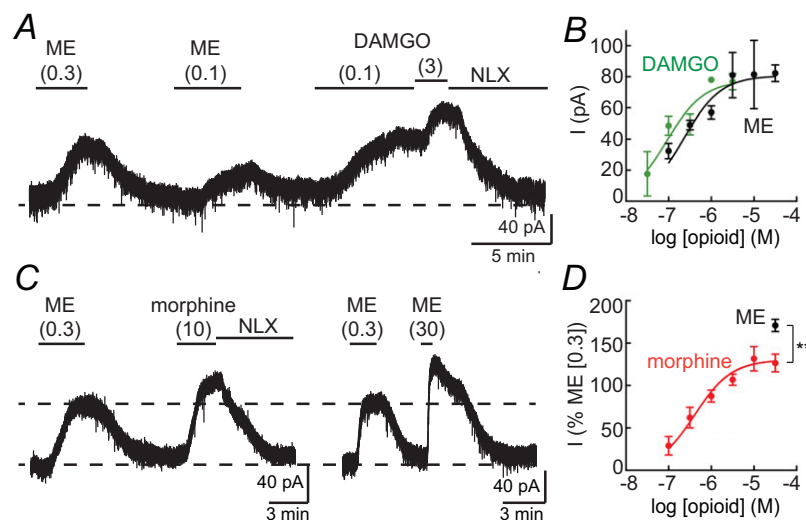 A
ME
(0.3)
ME
(0.1)
DAMGO
(0.1)
(3)
NLX
40 pA
5 min
B
100
80
60
40
20
0
I (pA)
DAMGO
ME
-8 -7 -6 -5 -4
log [opioid] (M)
C
ME
(0.3)
morphine
(10)
NLX
40 pA
3 min
ME
(0.3)
ME
(30)
40 pA
3 min
D
200
150
100
50
0
I (% ME [0.3])
ME
**
morphine
-8 -7 -6 -5 -4
log [opioid] (M)